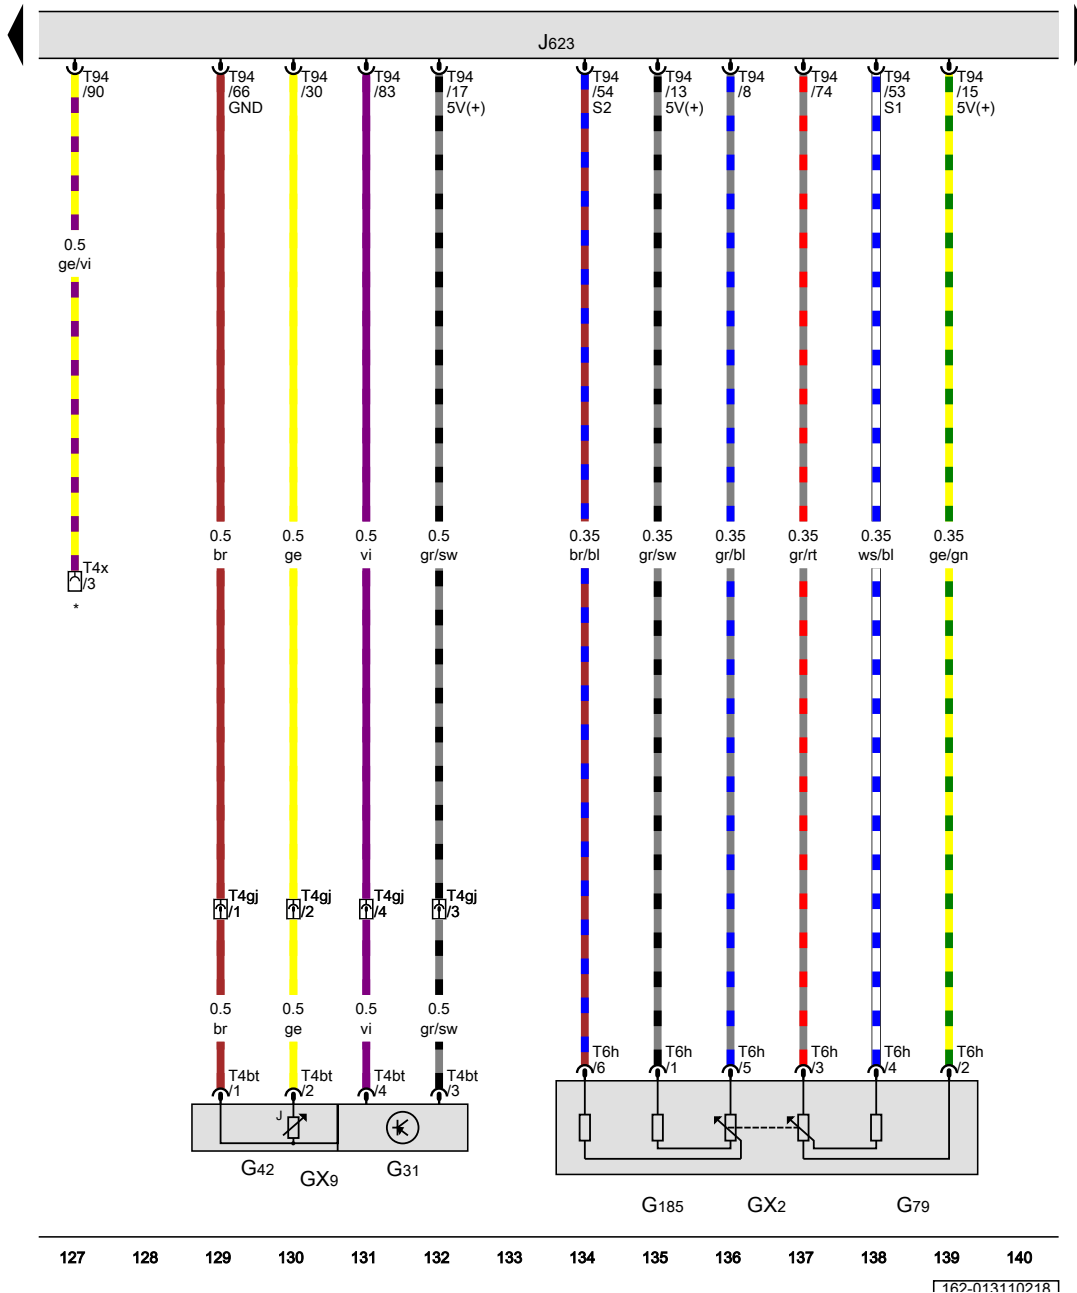 J623
T94 T94 T94 T94 T94 T94 T94 T94 T94 T94 T94
/90 /66 /30 /83 /17 /54 /13 /8 /74 /53 /15
GND 5V(+) S2 5V(+) S1 5V(+)
0.5
ge/vi
0.5 0.5 0.5 0.5 0.35 0.35 0.35 0.35 0.35 0.35
br ge vi gr/sw br/bl gr/sw gr/bl gr/rt ws/bl ge/gn
T4x
/3
*
T4gj T4gj T4gj T4gj
/1 /2 /4 /3
0.5 0.5 0.5 0.5
br ge vi gr/sw
T6h T6h T6h T6h T6h T6h
/6 /1 /5 /3 /4 /2
T4bt T4bt T4bt T4bt
/1 /2 /4 /3
J
G42 GX9 G31
G185 GX2 G79
127 128 129 130 131 132 133 134 135 136 137 138 139 140
162-013110218